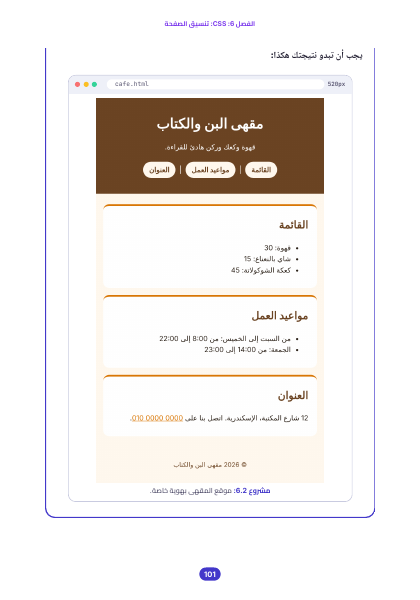 الفصل 6: CSS: تنسيق الصفحة
يجب أن تبدو نتيجتك هكذا:
cafe.html
520px
مقهى البن والكتاب
قهوة وكعك وركن هادئ للقراءة.
القائمة | مواعيد العمل | العنوان
القائمة
• قهوة: 30
• شاي بالنعناع: 15
• كعكة الشوكولاتة: 45
مواعيد العمل
• من السبت إلى الخميس: من 8:00 إلى 22:00
• الجمعة: من 14:00 إلى 23:00
العنوان
12 شارع المكتبة، الإسكندرية. اتصل بنا على 0000 0000 010.
© 2026 مقهى البن والكتاب
مشروع 6.2: موقع المقهى بهوية خاصة.
101